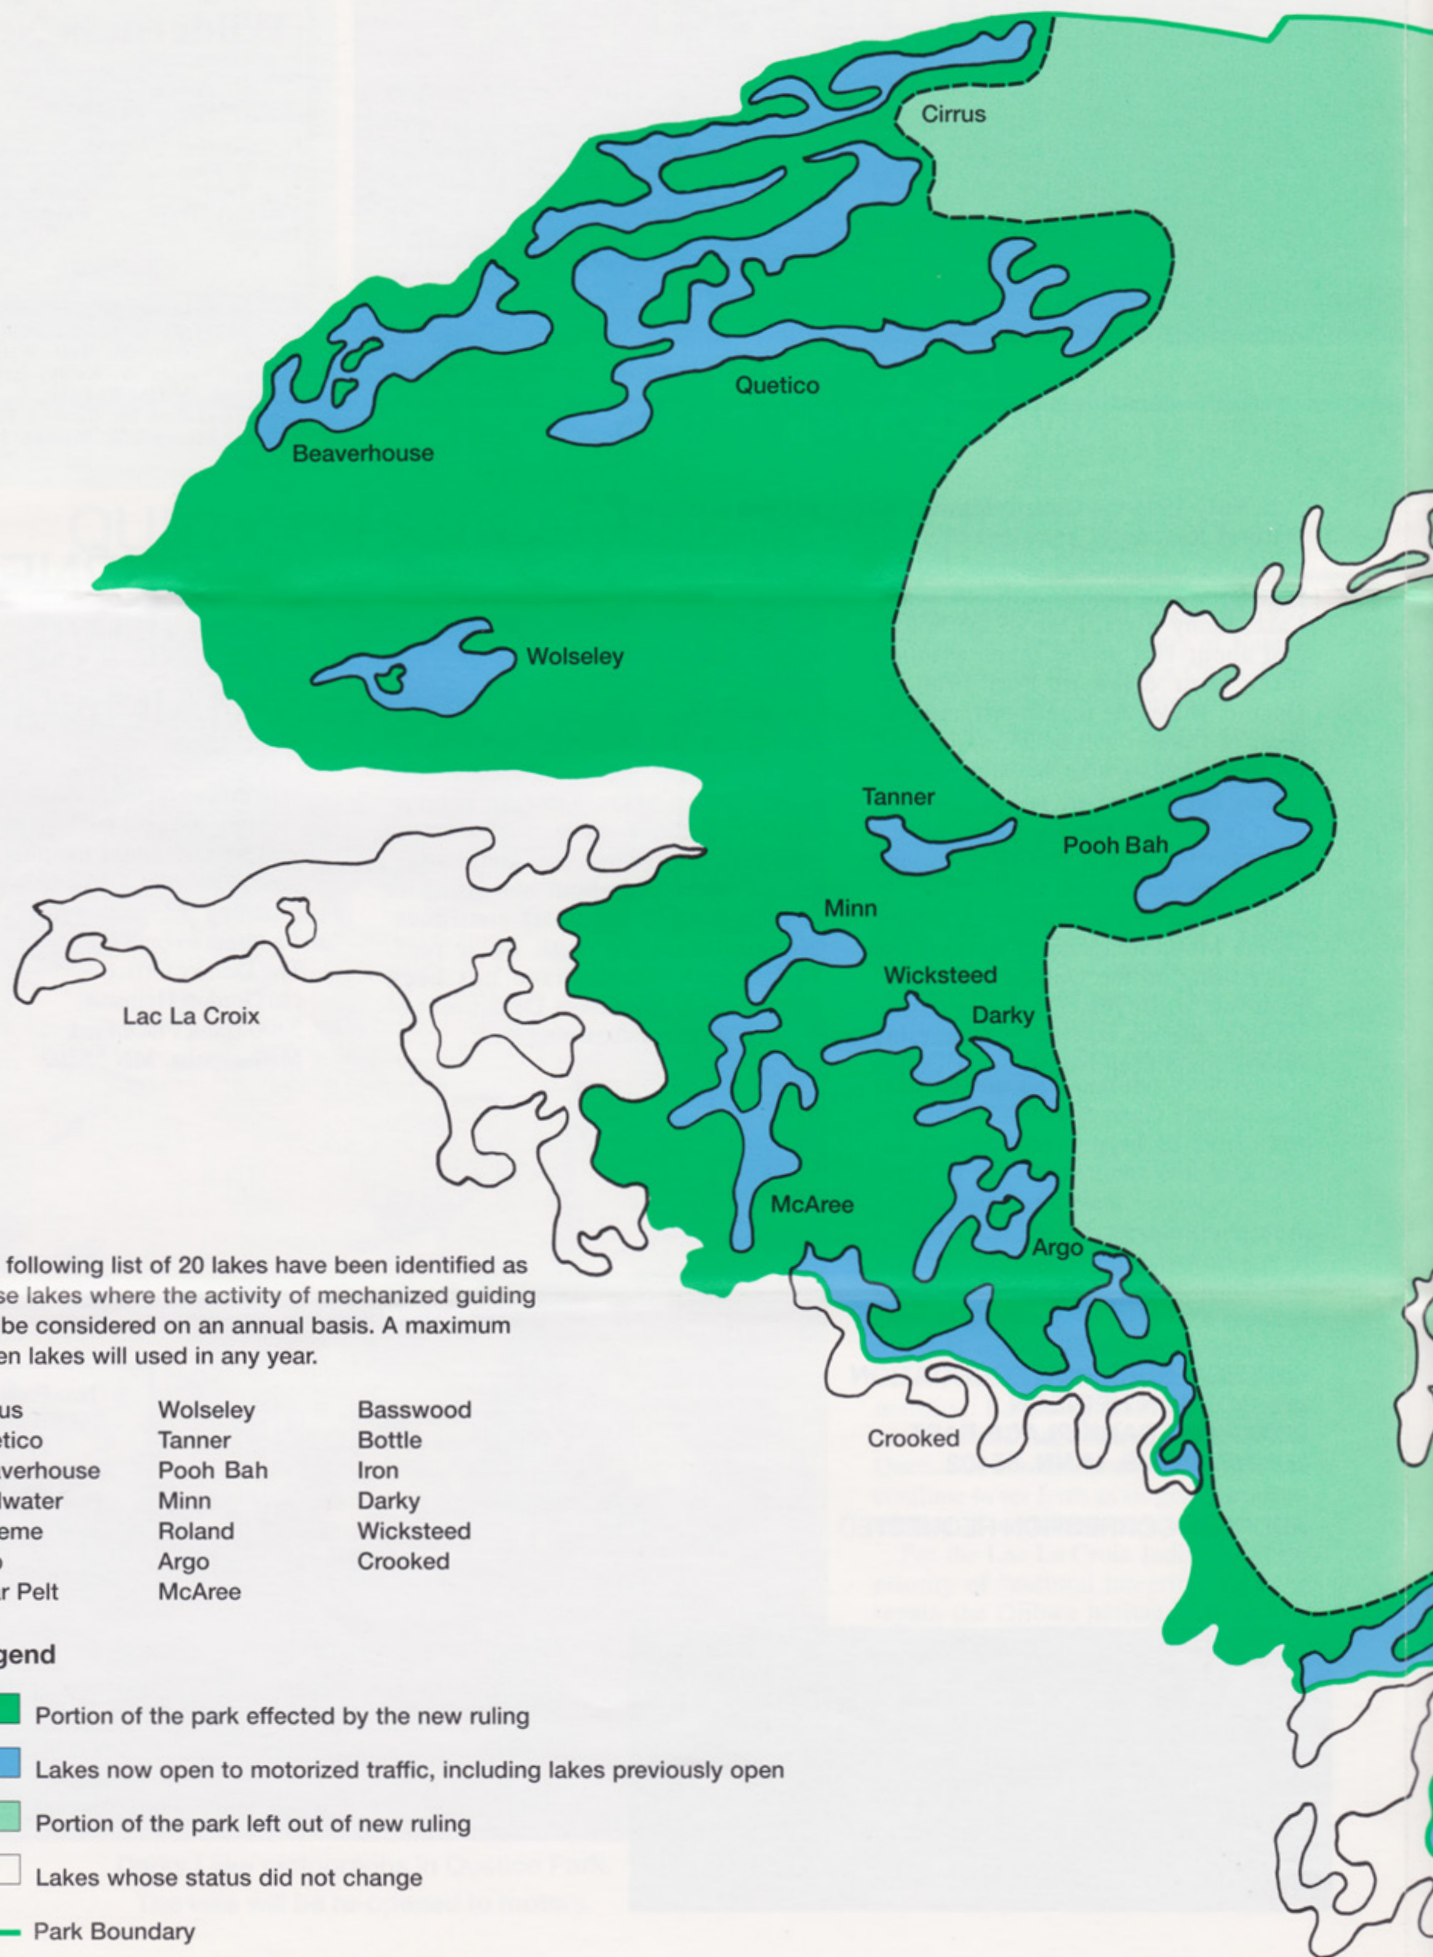 Cirrus
Quetico
Beaverhouse
Wolseley
Tanner
Pooh Bah
Minn
Wicksteed
Darky
Lac La Croix
McAree
Argo
Crooked
following list of 20 lakes have been identified as
se lakes where the activity of mechanized guiding
be considered on an annual basis. A maximum
en lakes will used in any year.
us Wolseley Basswood
etico Tanner Bottle
averhouse Pooh Bah Iron
lwater Minn Darky
eme Roland Wicksteed
Argo Crooked
r Pelt McAree
gend
Portion of the park effected by the new ruling
Lakes now open to motorized traffic, including lakes previously open
Portion of the park left out of new ruling
Lakes whose status did not change
Park Boundary